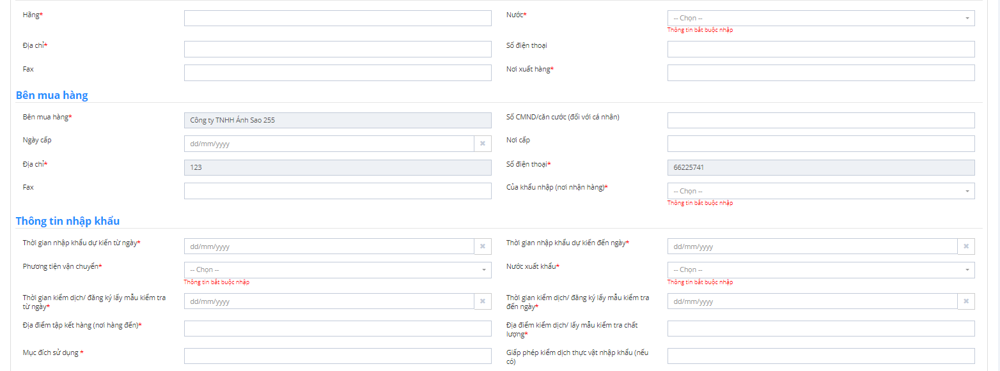 Hãng*
Nước*
-- Chọn --
Thông tin bắt buộc nhập
Địa chỉ*
Số điện thoại
Fax
Nơi xuất hàng*
Bên mua hàng
Bên mua hàng*
Công ty TNHH Ánh Sao 255
Số CMND/căn cước (đối với cá nhân)
Ngày cấp
dd/mm/yyyy
Nơi cấp
Địa chỉ*
123
Số điện thoại*
66225741
Fax
Của khẩu nhập (nơi nhận hàng)*
-- Chọn --
Thông tin bắt buộc nhập
Thông tin nhập khẩu
Thời gian nhập khẩu dự kiến từ ngày*
dd/mm/yyyy
Thời gian nhập khẩu dự kiến đến ngày*
dd/mm/yyyy
Phương tiện vận chuyển*
-- Chọn --
Thông tin bắt buộc nhập
Nước xuất khẩu*
-- Chọn --
Thông tin bắt buộc nhập
Thời gian kiểm dịch/ đăng ký lấy mẫu kiểm tra
từ ngày*
dd/mm/yyyy
Thời gian kiểm dịch/ đăng ký lấy mẫu kiểm tra
đến ngày*
dd/mm/yyyy
Địa điểm tập kết hàng (nơi hàng đến)*
Địa điểm kiểm dịch/ lấy mẫu kiểm tra chất
lượng*
Mục đích sử dụng *
Giấp phép kiểm dịch thực vật nhập khẩu (nếu
có)